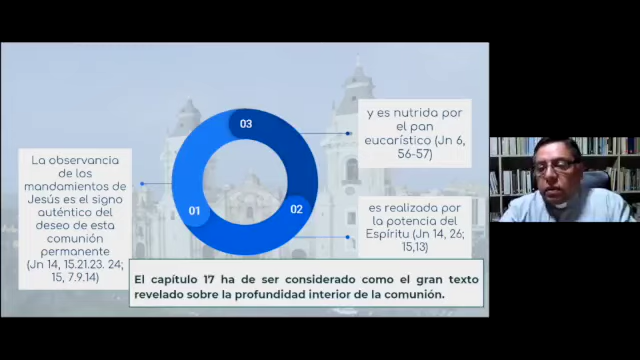 03
y es nutrida por
el pan
eucarístico (Jn 6,
56-57)
La observancia
de los
mandamientos de
Jesús es el signo
auténtico del
deseo de esta
comunión
permanente
(Jn 14, 15.21.23. 24;
15, 7.9.14)
01
02
es realizada por
la potencia del
Espíritu (Jn 14, 26;
15,13)
El capítulo 17 ha de ser considerado como el gran texto
revelado sobre la profundidad interior de la comunión.